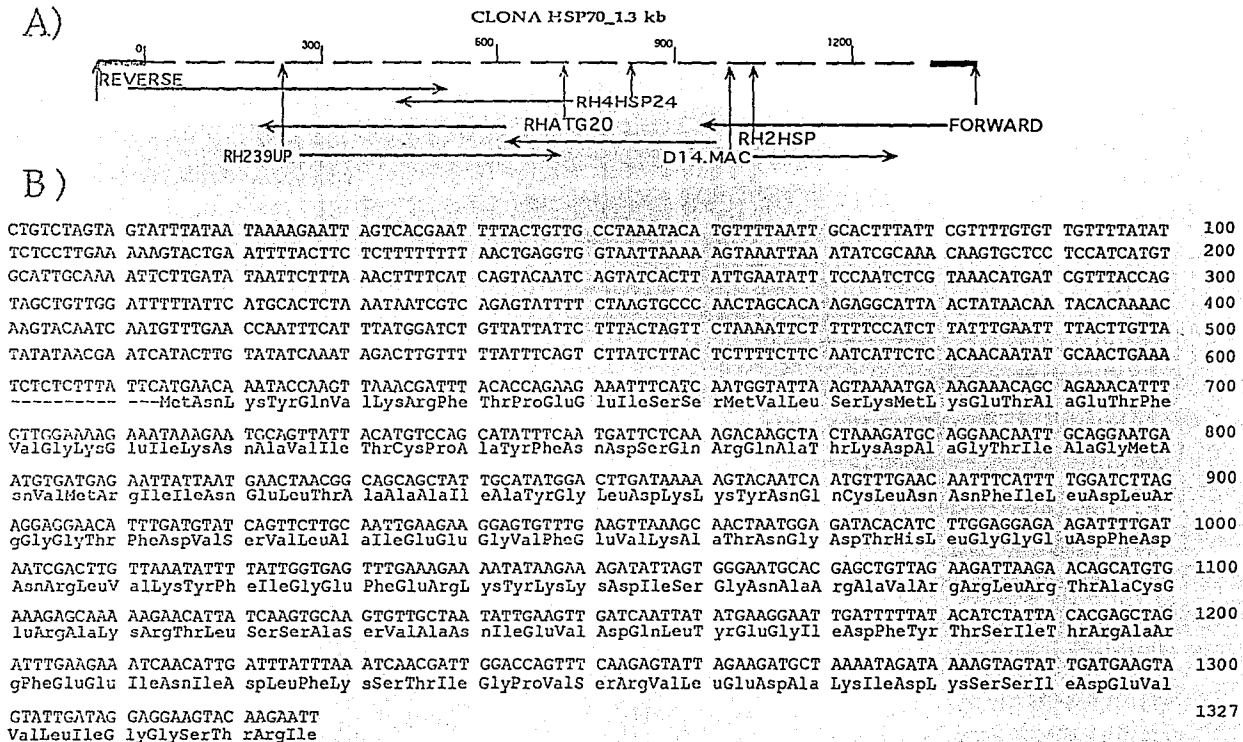 A)
CLONA HSP70_1.3 kb
0 300 600 900 1200
REVERSE
RH4HSP24
RHATG20
FORWARD
RH2HSP
RH239UP
D14.MAC
B)
CTGTCTAGTA GTATTTATAA TAAAAGAATT AGTCACGAAT TTTACTGTTG CCTAAATACA TGTTTTAATT GCACTTTATT CGTTTTGTGT TGTTTTATAT 100
TCTCCTTGAA AAAGTACTGA ATTTTACTTC TCTTTTTTTT AACTGAGGTG GTAATTAAAA AGTAAATTAA ATATCGCAAA CAAGTGCTCC TCCATCATGT 200
GCATTGCAAA ATTCTTGATA TAATTCTTTA AACTTTTCAT CAGTACAATC AGTATCACTT ATTGAATATT TCCAATCTCG TAAACATGAT CGTTTACCAG 300
TAGCTGTTGG ATTTTTATTC ATGCACTCTA AATAATCGTC AGAGTATTTT CTAAGTGCCC AACTAGCACA AGAGGCATTA ACTATAACAA TACACAAAAC 400
AAGTACAATC AATGTTTGAA CCAATTTCAT TTATGGATCT GTTATTATTC TTTACTAGTT CTAAAATTCT TTTTCCATCT TATTTGAATT TTACTTGTTA 500
TATATAACGA ATCATACTTG TATATCAAAT AGACTTGTTT TTATTTCAGT CTTATCTTAC TCTTTTCTTC AATCATTCTC ACAACAATAT GCAACTGAAA 600
TCTCTCTTTA TTCATGAACA AATACCAAGT TAAACGATTT ACACCAGAAG AAATTTCATC AATGGTATTA AGTAAAATGA AAGAAACAGC AGAAACATTT 700
---------- ---MetAsnL ysTyrGlnVa lLysArgPhe ThrProGluG luIleSerSe rMetValLeu SerLysMetL ysGluThrAl aGluThrPhe
GTTGGAAAAG AAATAAAGAA TGCAGTTATT ACATGTCCAG CATATTTCAA TGATTCTCAA AGACAAGCTA CTAAAGATGC AGGAACAATT GCAGGAATGA 800
ValGlyLysG luIleLysAs nAlaValIle ThrCysProA laTyrPheAs nAspSerGln ArgGlnAlaT hrLysAspAl aGlyThrIle AlaGlyMetA
ATGTGATGAG AATTATTAAT GAACTAACGG CAGCAGCTAT TGCATATGGA CTTGATAAAA AGTACAATCA ATGTTTGAAC AATTTCATTT TGGATCTTAG 900
snValMetAr gIleIleAsn GluLeuThrA laAlaAlaIl eAlaTyrGly LeuAspLysL ysTyrAsnGln nCysLeuAsn AsnPheIleL euAspLeuAr
AGGAGGAACA TTTGATGTAT CAGTTCTTGC AATTGAAGAA GGAGTGTTTG AAGTTAAAGC AACTAATGGA GATACACATC TTGGAGGAGA AGATTTTGAT 1000
gGlyGlyThr PheAspValS erValLeuAl aIleGluGlu GlyValPheG luValLysAl aThrAsnGly AspThrHisL euGlyGlyGl uAspPheAsp
AATCGACTTG TTAAATATTT TATTGGTGAG TTTGAAAGAA AATATAAGAA AGATATTAGT GGGAATGCAC GAGCTGTTAG AAGATTAAGA ACAGCATGTG 1100
AsnArgLeuV alLysTyrPh eIleGlyGlu PheGluArgL ysTyrLysLy sAspIleSer GlyAsnAlaA rgAlaValAr gArgLeuArg ThrAlaCysG
AAAGAGCAAA AAGAACATTA TCAAGTGCAA GTGTTGCTAA TATTGAAGTT GATCAATTAT ATGAAGGAAT TGATTTTTAT ACATCTATTA CACGAGCTAG 1200
luArgAlaLy sArgThrLeu SerSerAlaS erValAlaAs nIleGluVal AspGlnLeuT yrGluGlyIl eAspPheTyr ThrSerIleT hrArgAlaAr
ATTTGAAGAA ATCAACATTG ATTTATTTAA ATCAACGATT GGACCAGTTT CAAGAGTATT AGAAGATGCT AAAATAGATA AAAGTAGTAT TGATGAAGTA 1300
gPheGluGlu IleAsnIleA spLeuPheLy sSerThrIle GlyProValS erArgValLe uGluAspAla LysIleAspL ysSerSerIl eAspGluVal
GTATTGATAG GAGGAAGTAC AAGAATT 1327
ValLeuIleG lyGlySerTh rArgIle